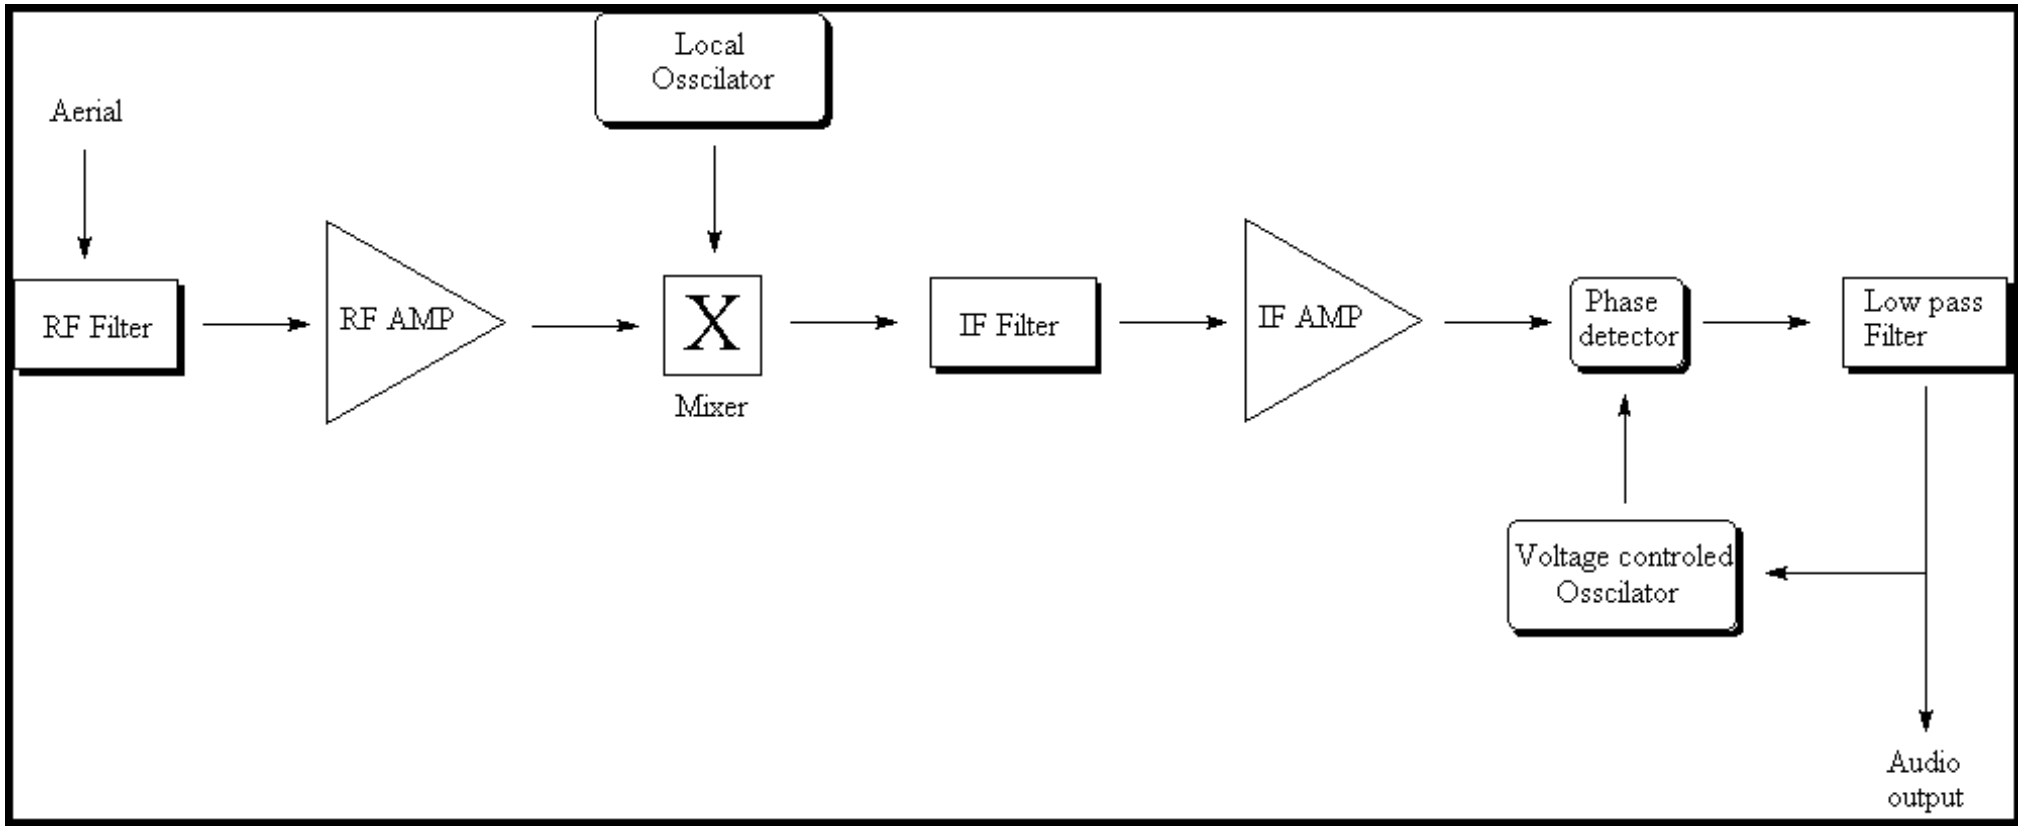 Local
Osscilator
Aerial
RF Filter
RF AMP
X
Mixer
IF Filter
IF AMP
Phase
detector
Low pass
Filter
Voltage controled
Osscilator
Audio
output